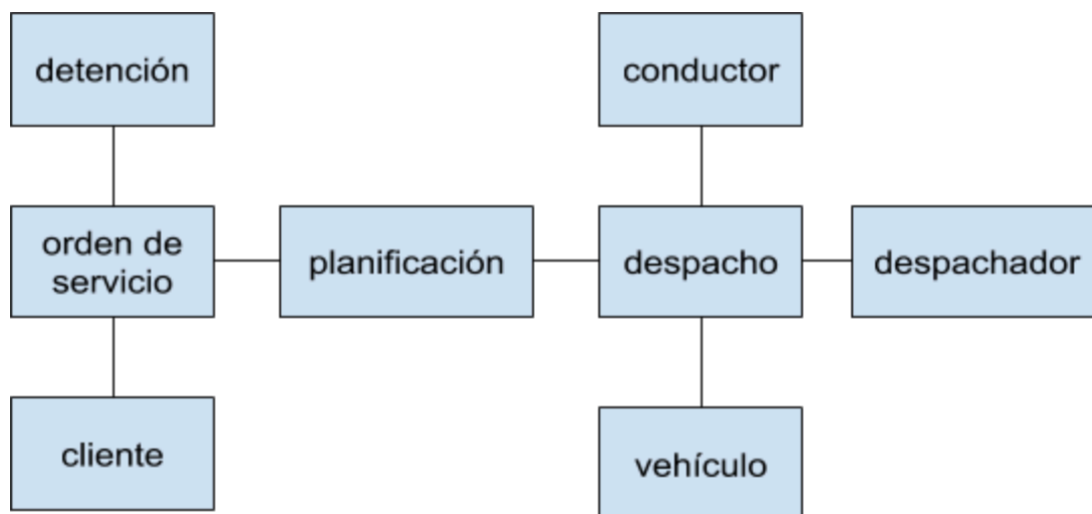 detención
conductor
orden de
servicio
planificación
despacho
despachador
cliente
vehículo